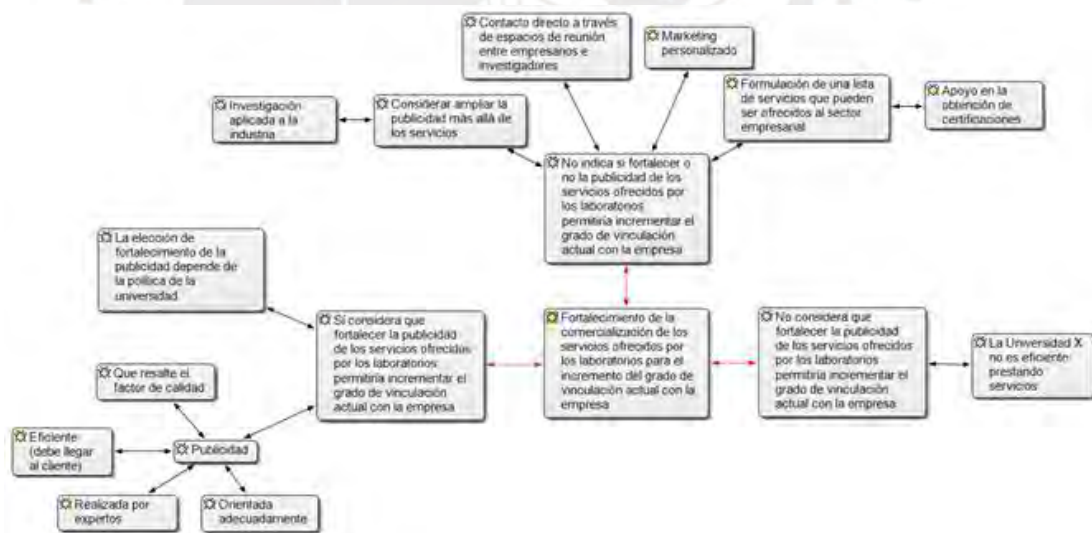 Contacto directo a través
de espacios de reunión
entre empresarios e
investigadores
Marketing
personalizado
Formulación de una lista
de servicios que pueden
ser ofrecidos al sector
empresarial
Apoyo en la
obtención de
certificaciones
Investigación
aplicada a la
industria
Considerar ampliar la
publicidad más allá de
los servicios
No indica si fortalecer o
no la publicidad de los
servicios ofrecidos por
los laboratorios
permitiría incrementar el
grado de vinculación
actual con la empresa
La elección de
fortalecimiento de la
publicidad depende de
la política de la
universidad
Sí considera que
fortalecer la publicidad
de los servicios ofrecidos
por los laboratorios
permitiría incrementar el
grado de vinculación
actual con la empresa
Fortalecimiento de la
comercialización de los
servicios ofrecidos por
los laboratorios para el
incremento del grado de
vinculación actual con la
empresa
No considera que
fortalecer la publicidad
de los servicios ofrecidos
por los laboratorios
permitiría incrementar el
grado de vinculación
actual con la empresa
La Universidad X
no es eficiente
prestando
servicios
Que resalte el
factor de calidad
Eficiente
(debe llegar
al cliente)
Publicidad
Realizada por
expertos
Orientada
adecuadamente